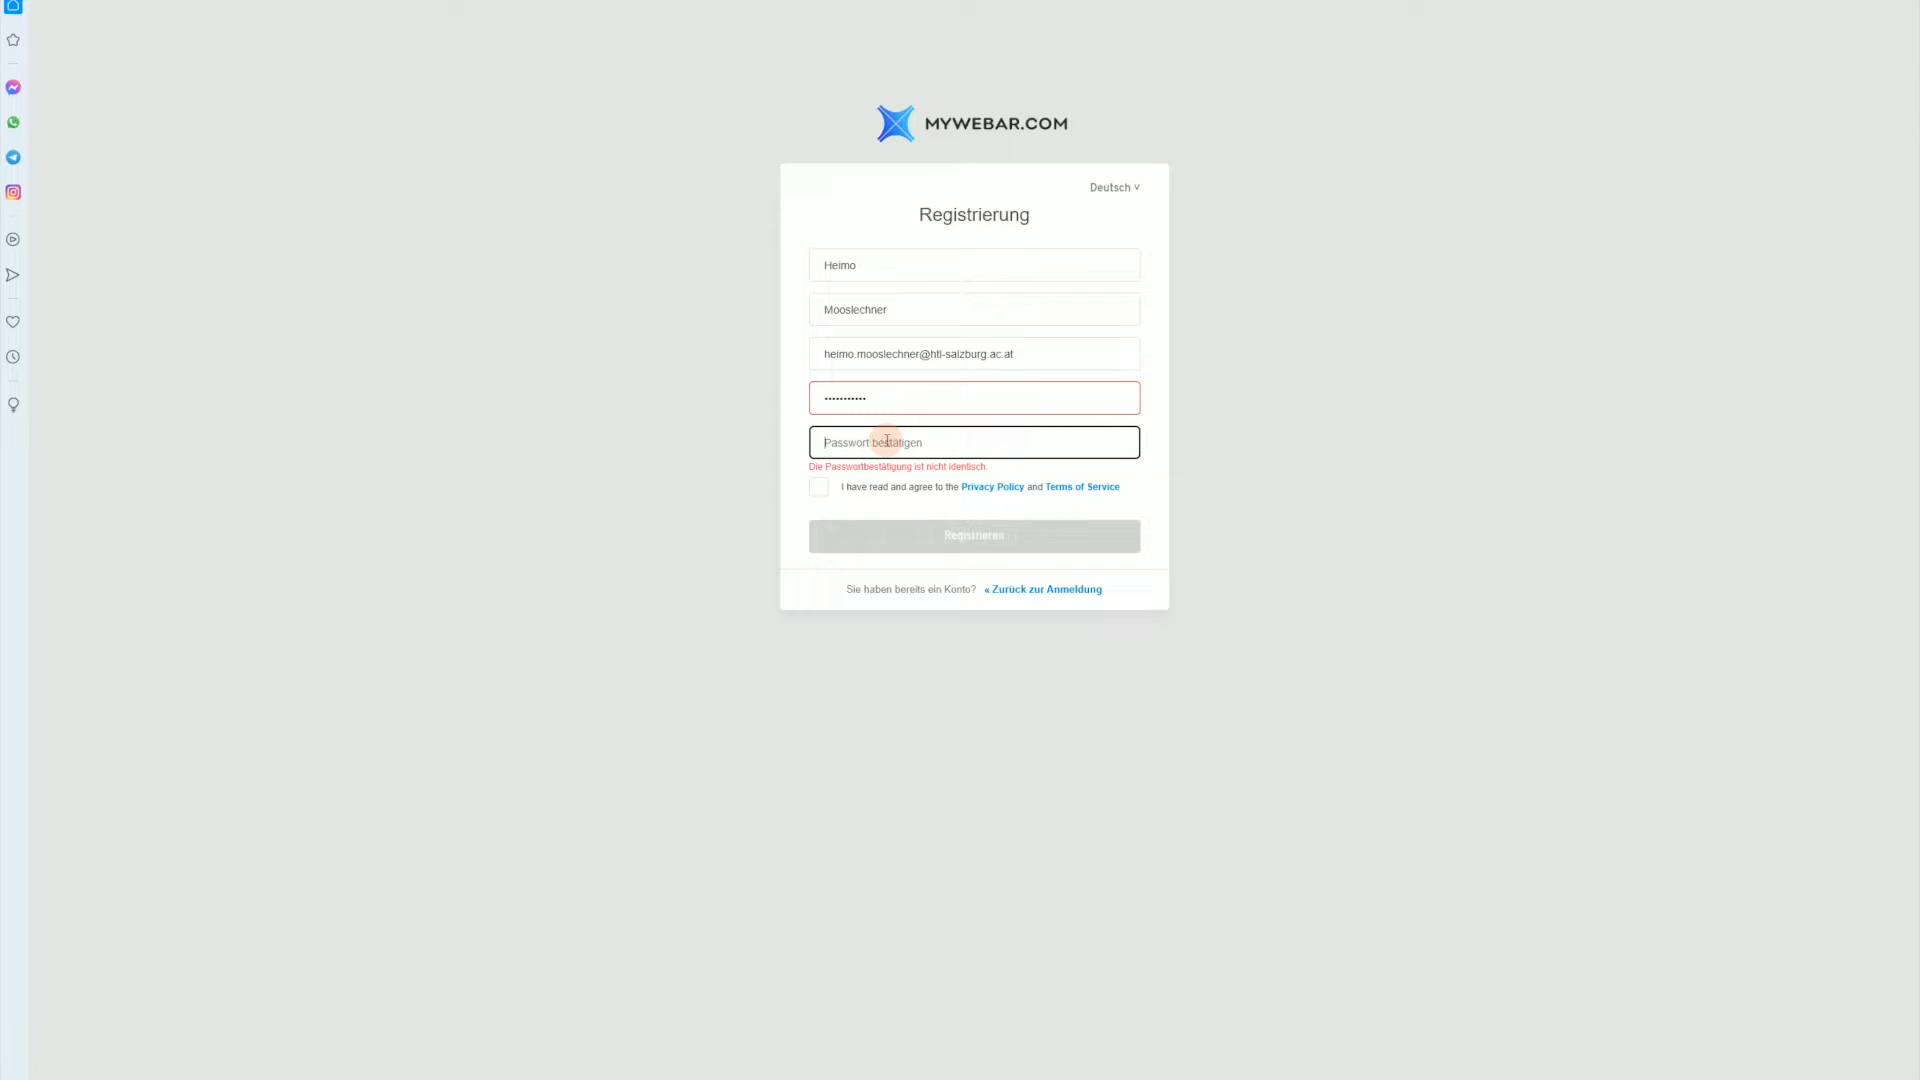 MYWEBAR.COM
Deutsch
Registrierung
Heimo
Mooslechner
heimo.mooslechner@htl-salzburg.ac.at
•••••••••••
Passwort bestätigen
Die Passwortbestätigung ist nicht identisch.
I have read and agree to the Privacy Policy and Terms of Service
Registrieren
Sie haben bereits ein Konto? « Zurück zur Anmeldung